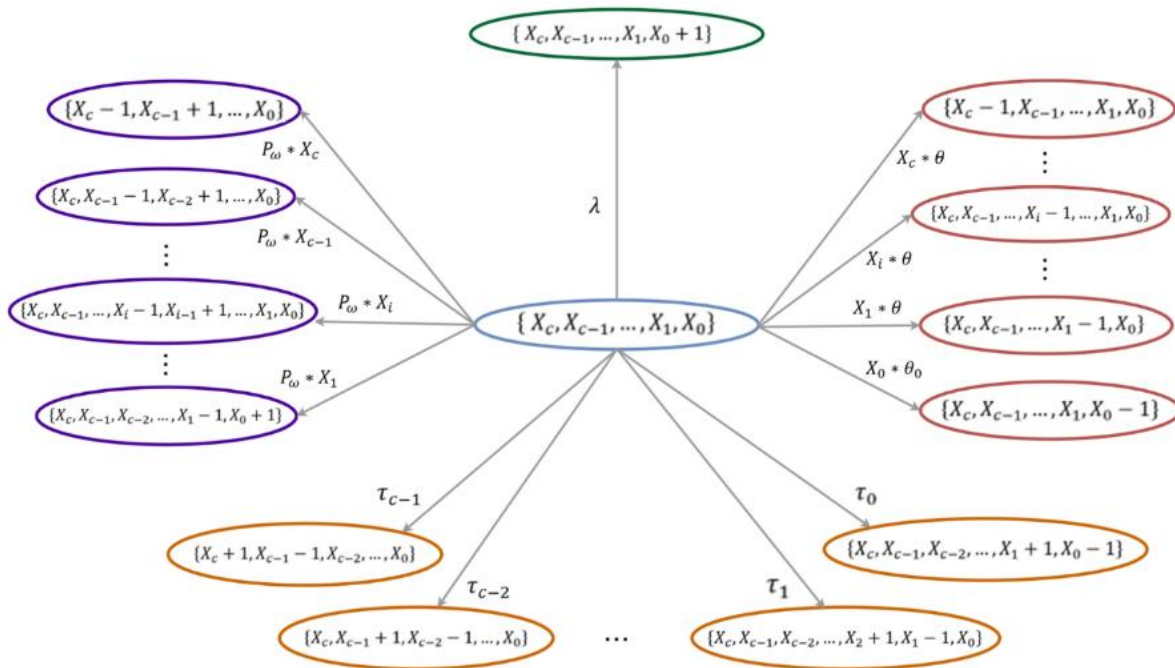 { X_c, X_{c−1}, …, X_1, X_0 + 1}
{X_c − 1, X_{c−1} + 1, …, X_0}
{X_c − 1, X_{c−1}, …, X_1, X_0}
P_ω * X_c
X_c * θ
⋮
{X_c, X_{c−1} − 1, X_{c−2} + 1, …, X_0}
λ
{X_c, X_{c−1}, …, X_i − 1, …, X_1, X_0}
P_ω * X_{c−1}
X_i * θ
⋮
⋮
{X_c, X_{c−1}, …, X_i − 1, X_{i−1} + 1, …, X_1, X_0}
P_ω * X_i
{ X_c, X_{c−1}, …, X_1, X_0}
X_1 * θ
{X_c, X_{c−1}, …, X_1 − 1, X_0}
⋮
P_ω * X_1
X_0 * θ_0
{X_c, X_{c−1}, X_{c−2}, …, X_1 − 1, X_0 + 1}
{X_c, X_{c−1}, …, X_1, X_0 − 1}
τ_{c−1}
τ_0
{X_c + 1, X_{c−1} − 1, X_{c−2}, …, X_0}
{X_c, X_{c−1}, X_{c−2}, …, X_1 + 1, X_0 − 1}
τ_{c−2}
τ_1
{X_c, X_{c−1} + 1, X_{c−2} − 1, …, X_0}
…
{X_c, X_{c−1}, X_{c−2}, …, X_2 + 1, X_1 − 1, X_0}